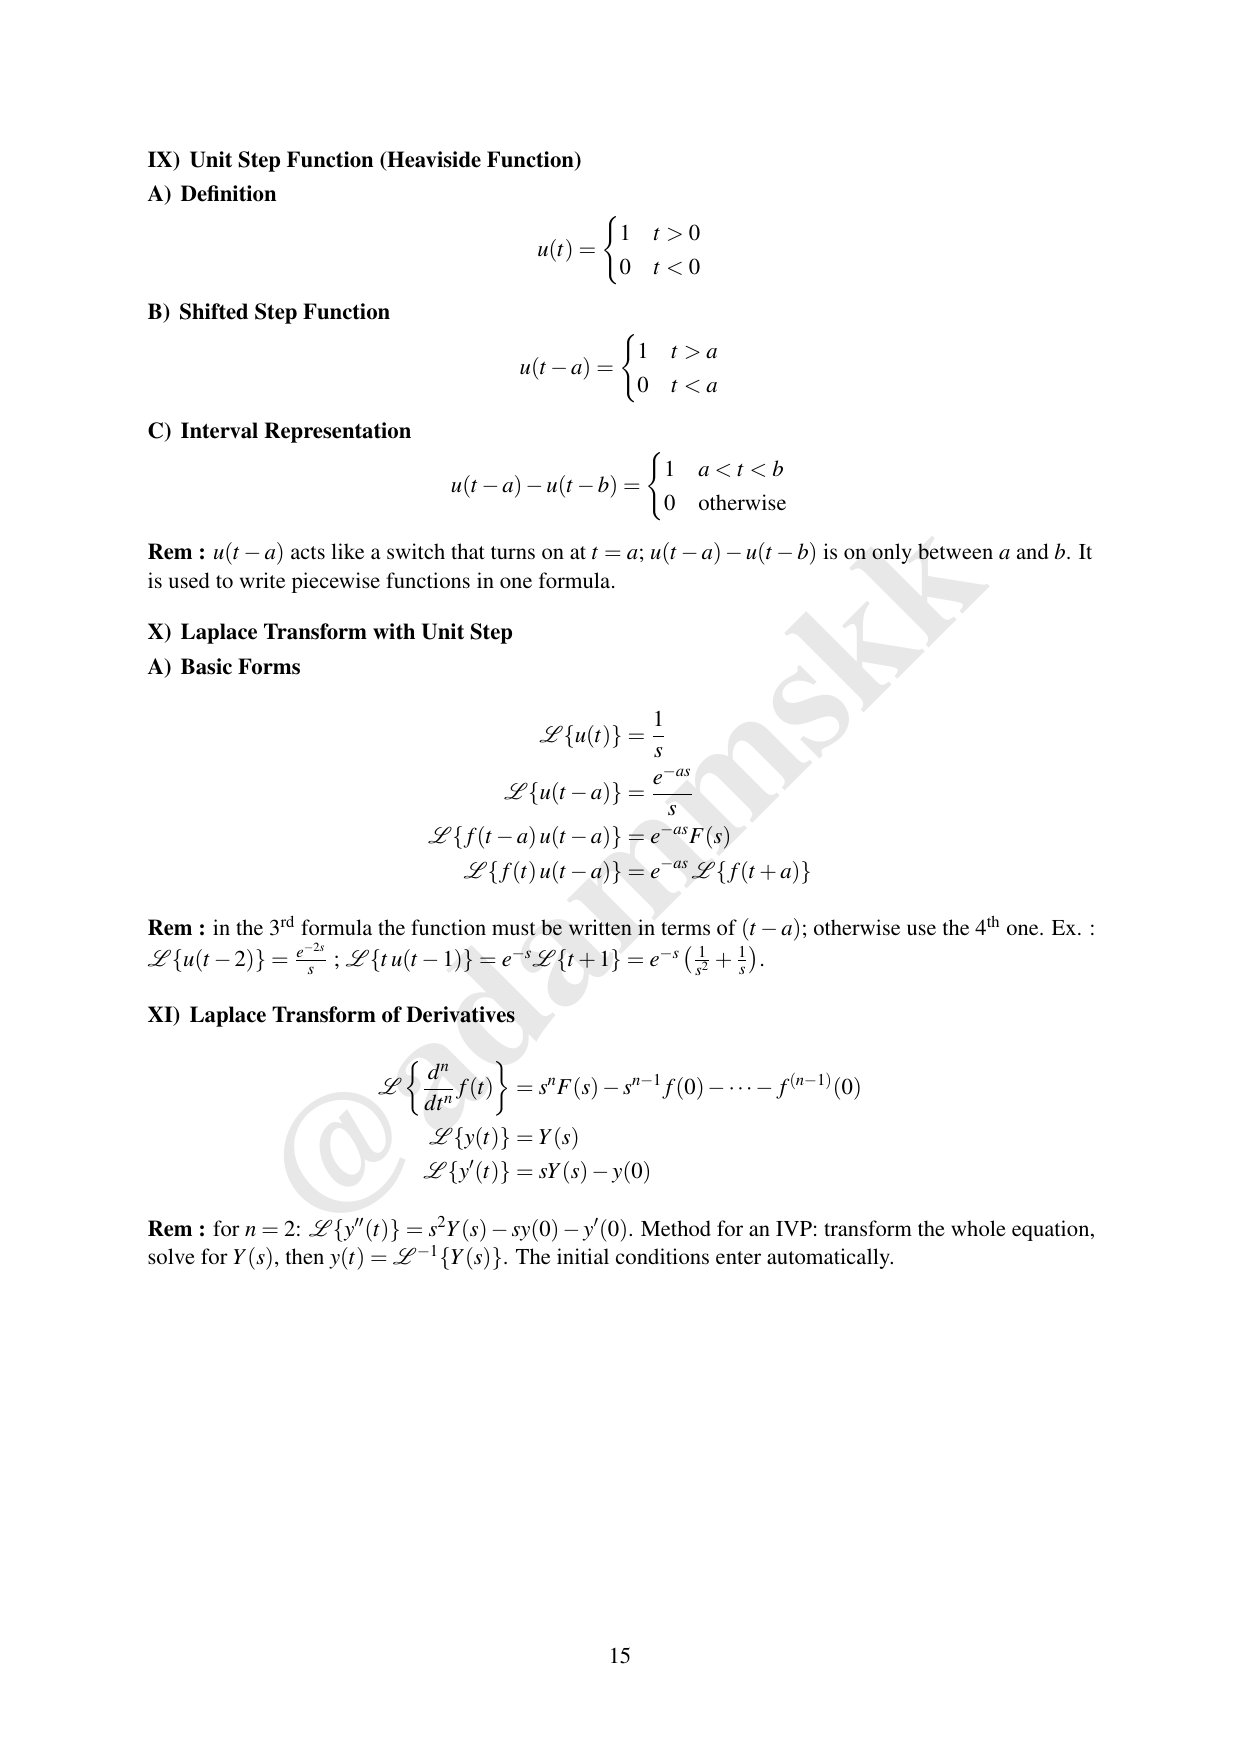 IX) Unit Step Function (Heaviside Function)
A) Definition
u(t) = { 1 t > 0
0 t < 0
B) Shifted Step Function
u(t − a) = { 1 t > a
0 t < a
C) Interval Representation
u(t − a) − u(t − b) = { 1 a < t < b
0 otherwise
Rem : u(t − a) acts like a switch that turns on at t = a; u(t − a) − u(t − b) is on only between a and b. It
is used to write piecewise functions in one formula.
X) Laplace Transform with Unit Step
A) Basic Forms
ℒ{u(t)} = 1/s
ℒ{u(t − a)} = e^{−as}/s
ℒ{f(t − a) u(t − a)} = e^{−as}F(s)
ℒ{f(t) u(t − a)} = e^{−as} ℒ{f(t + a)}
Rem : in the 3rd formula the function must be written in terms of (t − a); otherwise use the 4th one. Ex. :
ℒ{u(t − 2)} = e^{−2s}/s ; ℒ{t u(t − 1)} = e^{−s}ℒ{t + 1} = e^{−s} (1/s² + 1/s).
XI) Laplace Transform of Derivatives
ℒ{dⁿ/dtⁿ f(t)} = sⁿF(s) − sⁿ⁻¹f(0) − ··· − f^{(n−1)}(0)
ℒ{y(t)} = Y(s)
ℒ{y′(t)} = sY(s) − y(0)
Rem : for n = 2: ℒ{y″(t)} = s²Y(s) − sy(0) − y′(0). Method for an IVP: transform the whole equation,
solve for Y(s), then y(t) = ℒ⁻¹{Y(s)}. The initial conditions enter automatically.
15
@adammskk